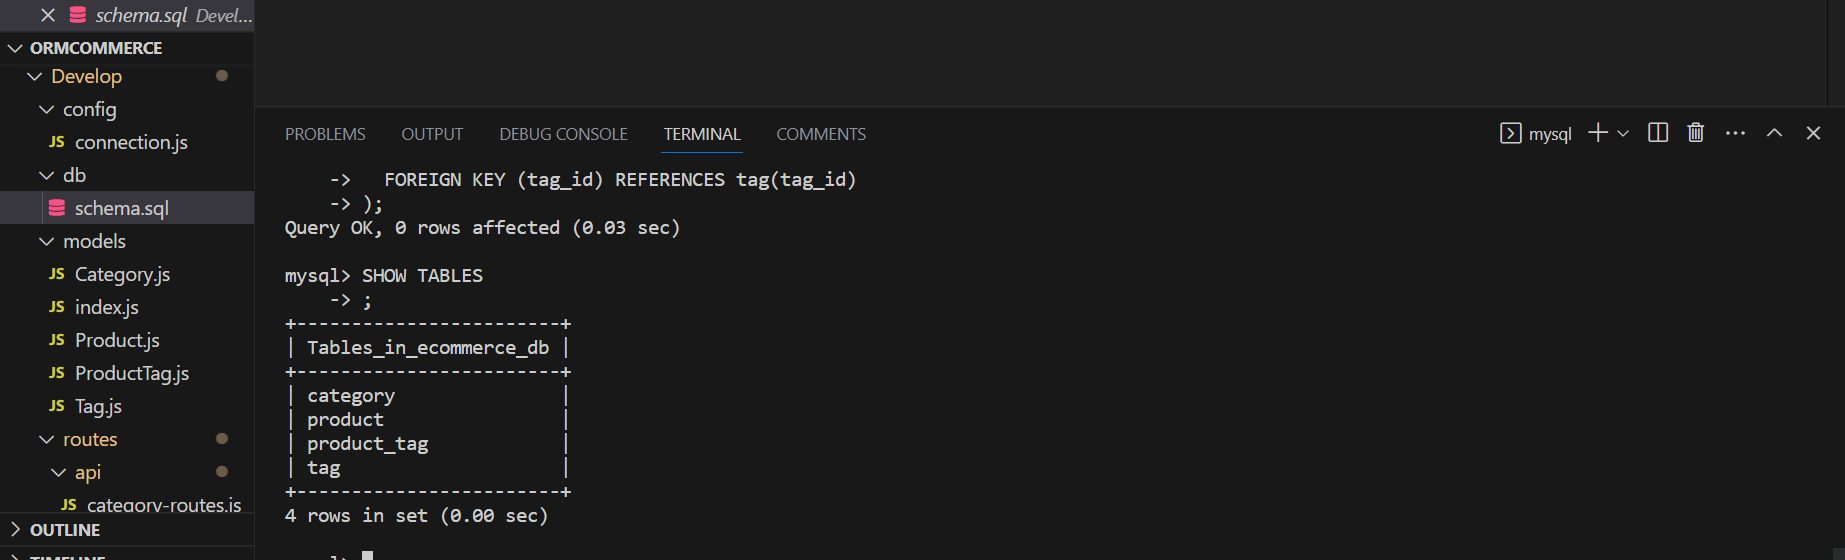 schema.sql Devel...
ORMCOMMERCE
Develop
config
JS connection.js
db
schema.sql
models
JS Category.js
JS index.js
JS Product.js
JS ProductTag.js
JS Tag.js
routes
api
JS category-routes.js
OUTLINE
TIMELINE
PROBLEMS OUTPUT DEBUG CONSOLE TERMINAL COMMENTS
mysql
-> FOREIGN KEY (tag_id) REFERENCES tag(tag_id)
-> );
Query OK, 0 rows affected (0.03 sec)
mysql> SHOW TABLES
-> ;
+------------------------+
| Tables_in_ecommerce_db |
+------------------------+
| category |
| product |
| product_tag |
| tag |
+------------------------+
4 rows in set (0.00 sec)